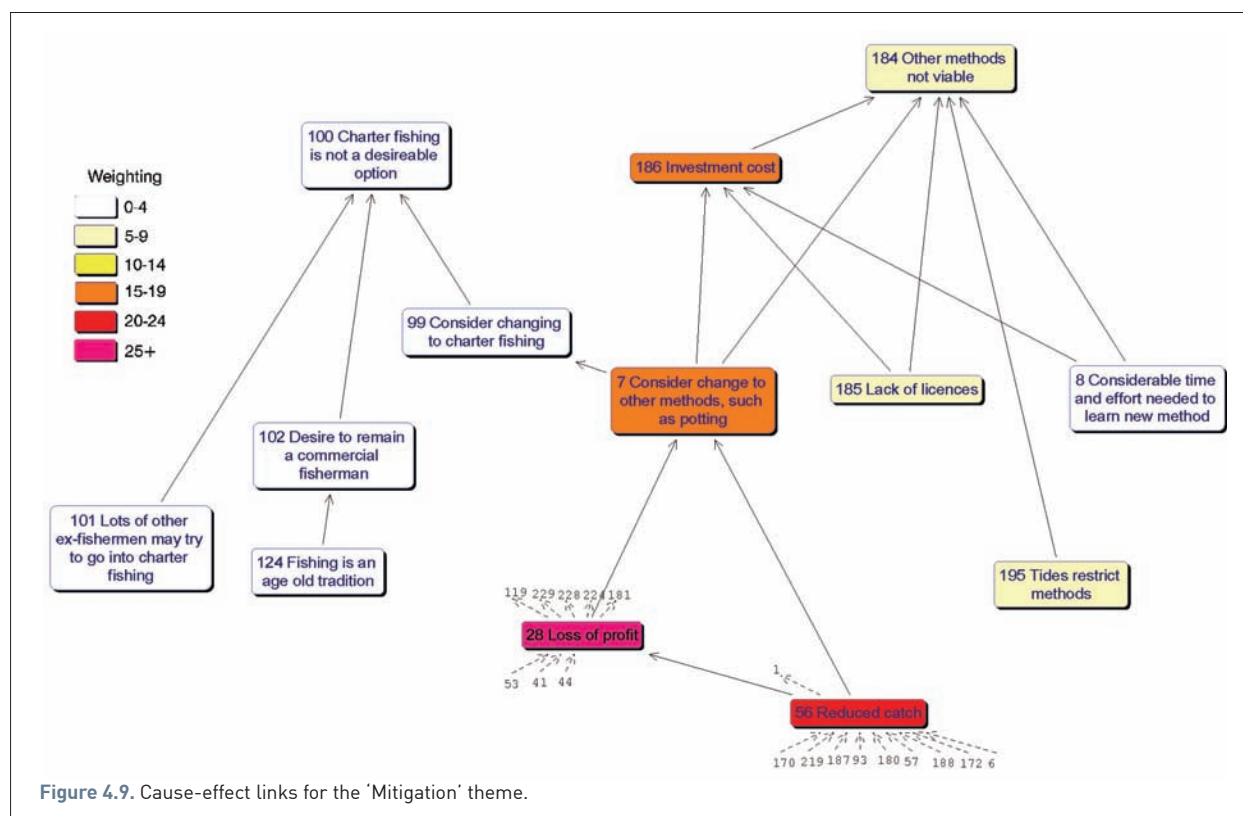 184 Other methods
not viable
100 Charter fishing
is not a desireable
option
186 Investment cost
Weighting
0-4
5-9
10-14
15-19
20-24
25+
99 Consider changing
to charter fishing
7 Consider change to
other methods, such
as potting
185 Lack of licences
8 Considerable time
and effort needed to
learn new method
102 Desire to remain
a commercial
fisherman
101 Lots of other
ex-fishermen may try
to go into charter
fishing
124 Fishing is an
age old tradition
195 Tides restrict
methods
119 229 228 224 181
28 Loss of profit
53 41 44
56 Reduced catch
170 219 187 93 180 57 188 172 6
Figure 4.9. Cause-effect links for the ‘Mitigation’ theme.